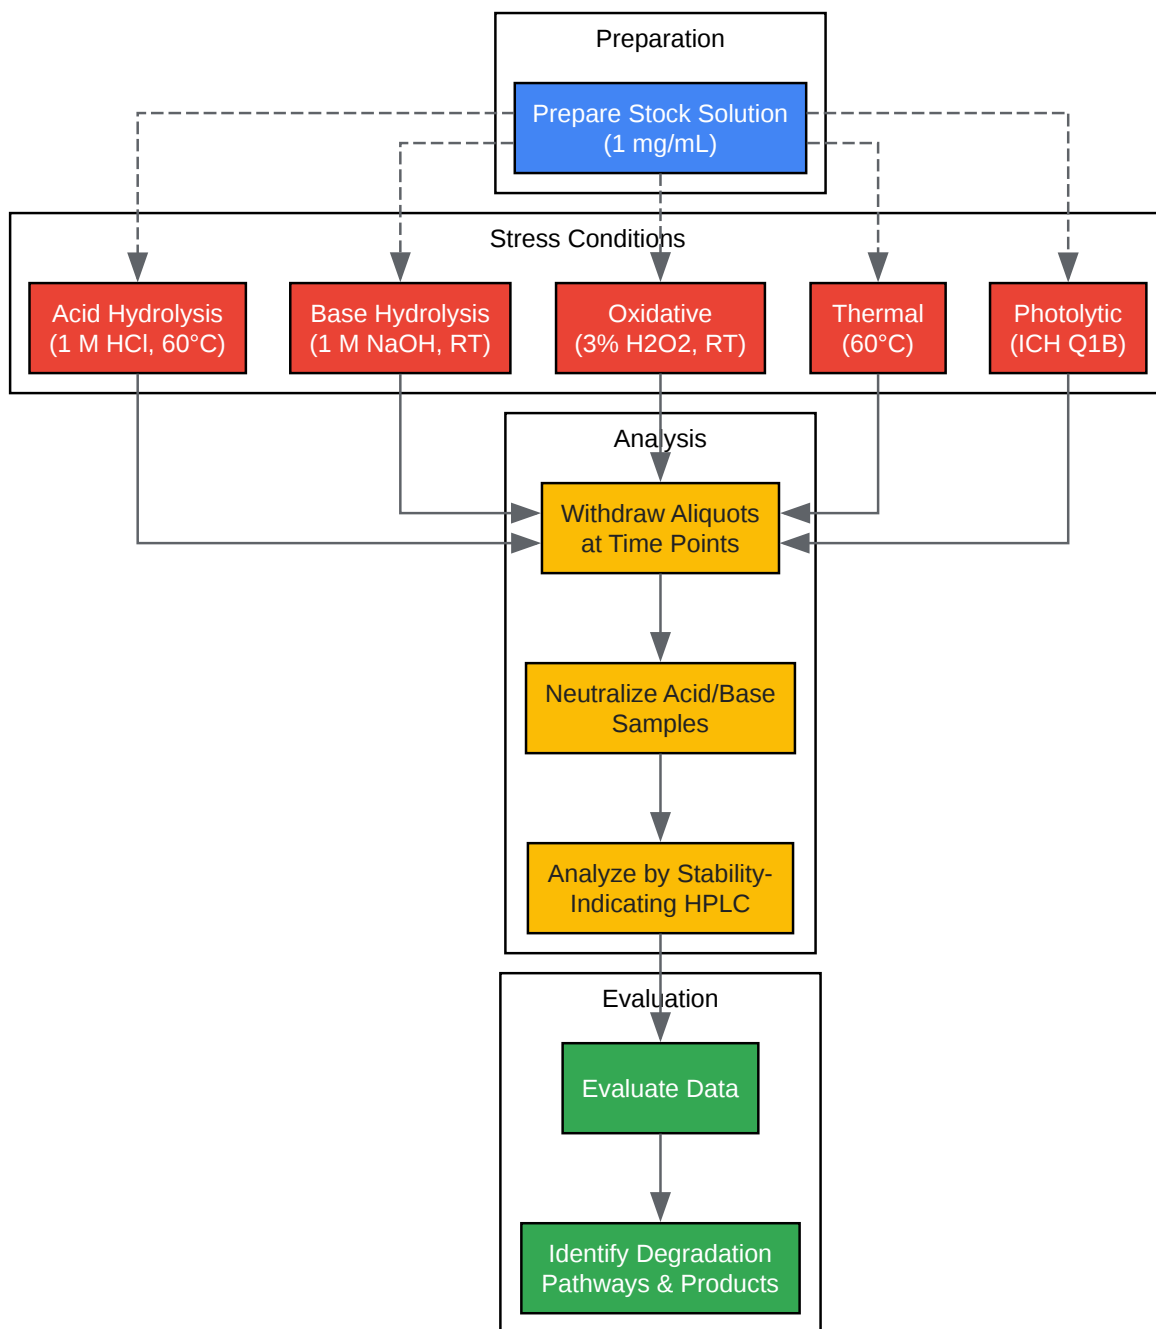 Preparation
Prepare Stock Solution
(1 mg/mL)
Stress Conditions
Acid Hydrolysis
(1 M HCl, 60°C)
Base Hydrolysis
(1 M NaOH, RT)
Oxidative
(3% H2O2, RT)
Thermal
(60°C)
Photolytic
(ICH Q1B)
Analysis
Withdraw Aliquots
at Time Points
Neutralize Acid/Base
Samples
Analyze by Stability-
Indicating HPLC
Evaluation
Evaluate Data
Identify Degradation
Pathways & Products